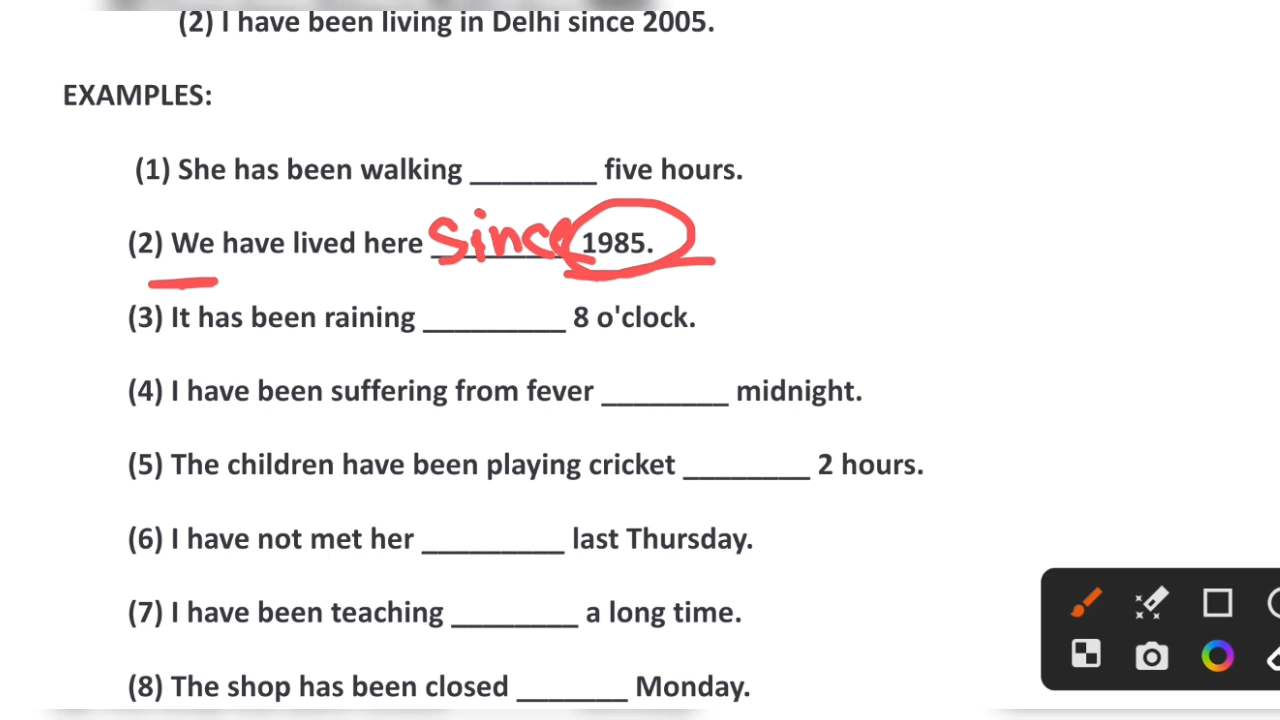 (2) I have been living in Delhi since 2005.
EXAMPLES:
(1) She has been walking ________ five hours.
(2) We have lived here since 1985.
(3) It has been raining _________ 8 o'clock.
(4) I have been suffering from fever ________ midnight.
(5) The children have been playing cricket ________ 2 hours.
(6) I have not met her _________ last Thursday.
(7) I have been teaching ________ a long time.
(8) The shop has been closed _______ Monday.